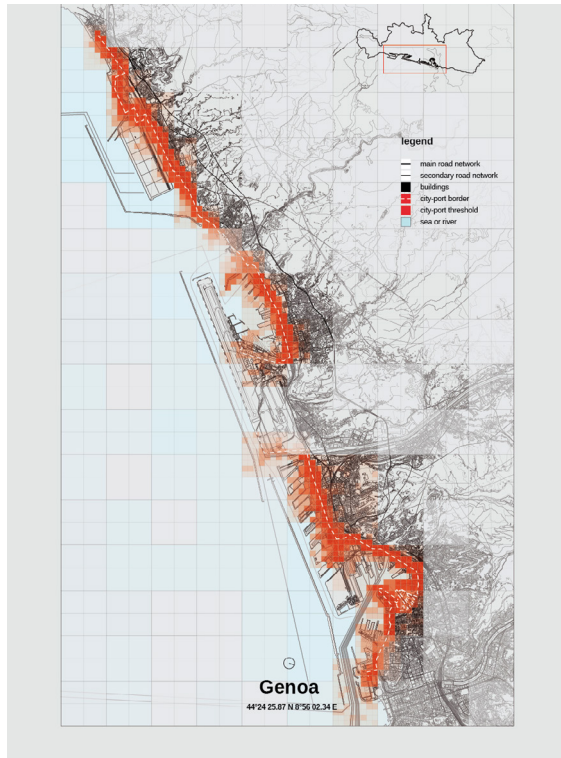 legend
main road network
secondary road network
buildings
city-port border
city-port threshold
sea or river
Genoa
44°24 25.87 N 8°56 02.34 E